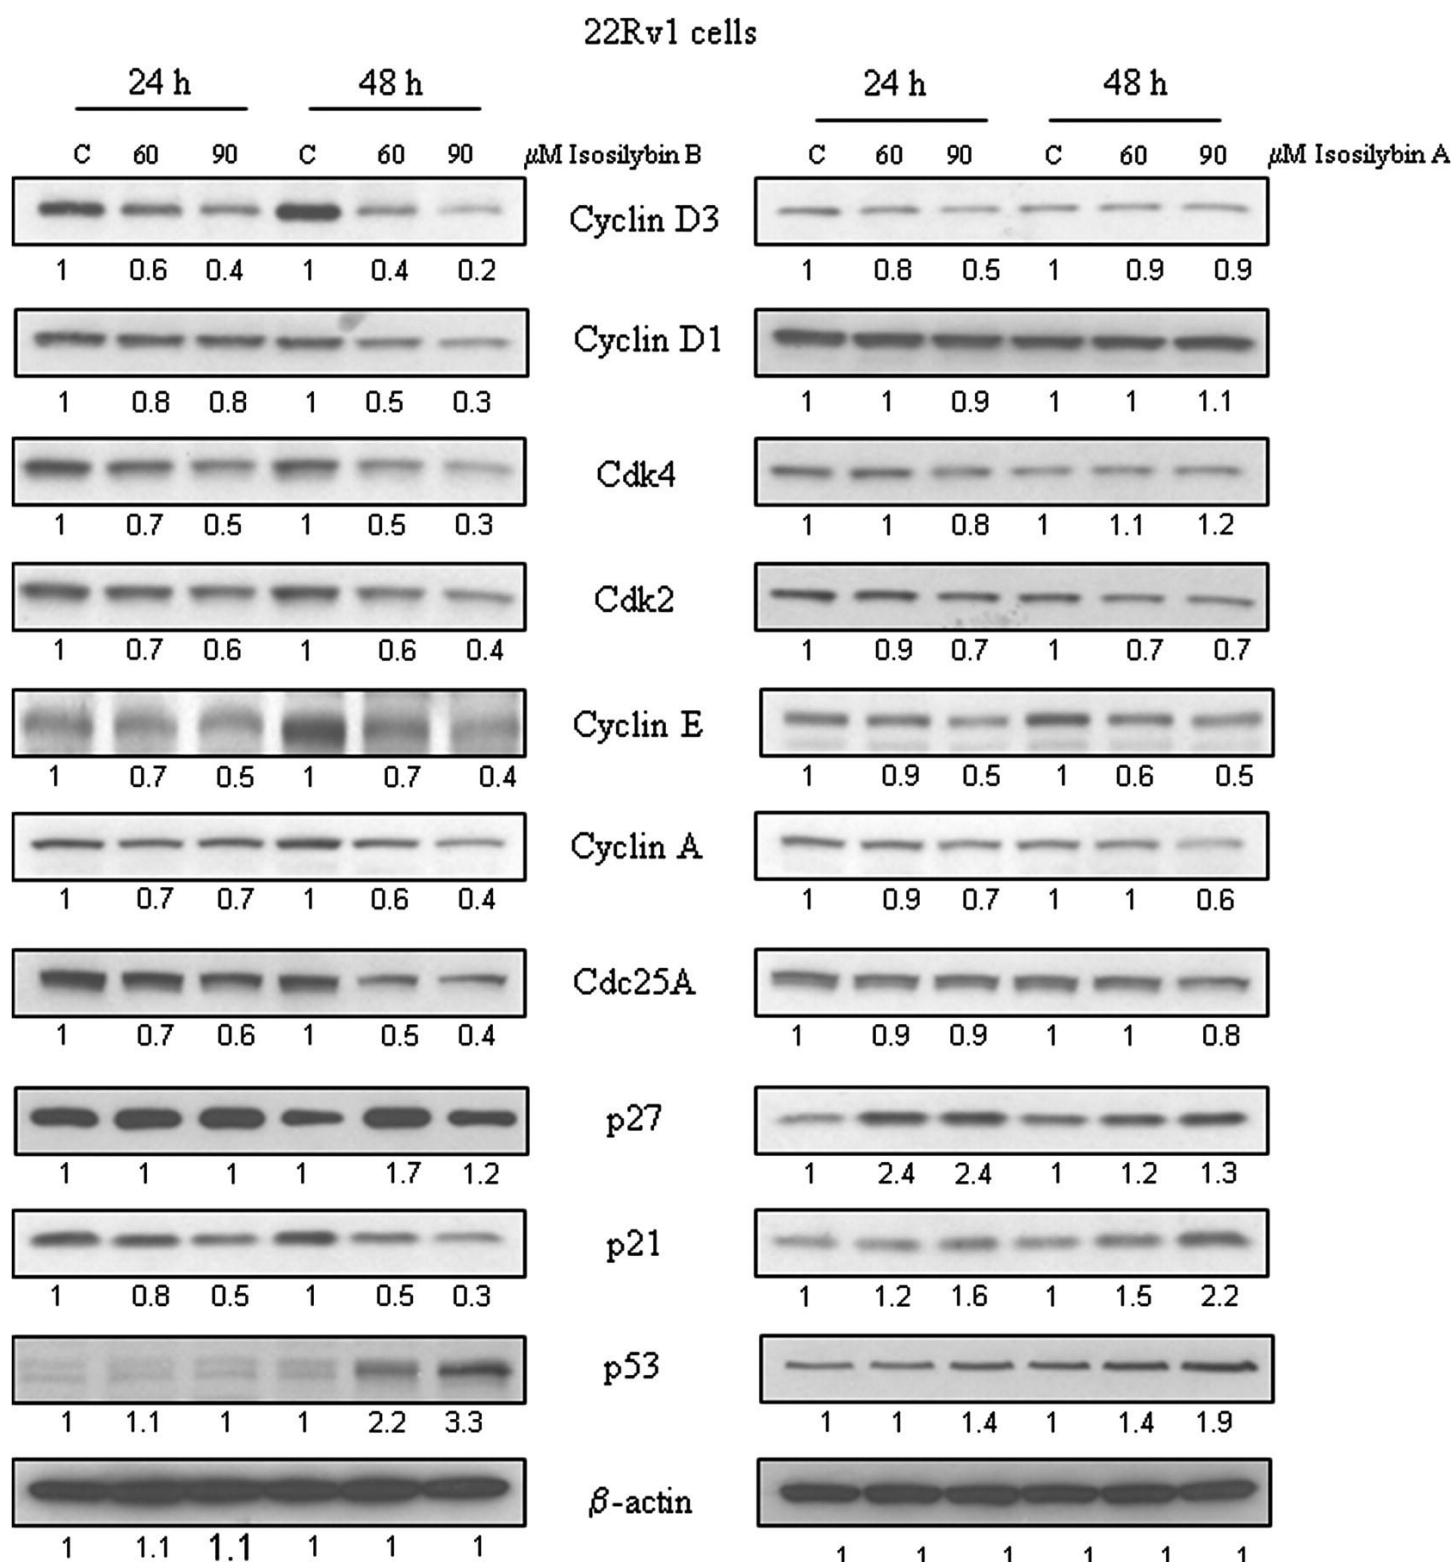 22Rv1 cells
24 h 48 h 24 h 48 h
C 60 90 C 60 90 μM Isosilybin B C 60 90 C 60 90 μM Isosilybin A
Cyclin D3
1 0.6 0.4 1 0.4 0.2 1 0.8 0.5 1 0.9 0.9
Cyclin D1
1 0.8 0.8 1 0.5 0.3 1 1 0.9 1 1 1.1
Cdk4
1 0.7 0.5 1 0.5 0.3 1 1 0.8 1 1.1 1.2
Cdk2
1 0.7 0.6 1 0.6 0.4 1 0.9 0.7 1 0.7 0.7
Cyclin E
1 0.7 0.5 1 0.7 0.4 1 0.9 0.5 1 0.6 0.5
Cyclin A
1 0.7 0.7 1 0.6 0.4 1 0.9 0.7 1 1 0.6
Cdc25A
1 0.7 0.6 1 0.5 0.4 1 0.9 0.9 1 1 0.8
p27
1 1 1 1 1.7 1.2 1 2.4 2.4 1 1.2 1.3
p21
1 0.8 0.5 1 0.5 0.3 1 1.2 1.6 1 1.5 2.2
p53
1 1.1 1 1 2.2 3.3 1 1 1.4 1 1.4 1.9
β-actin
1 1.1 1.1 1 1 1 1 1 1 1 1 1